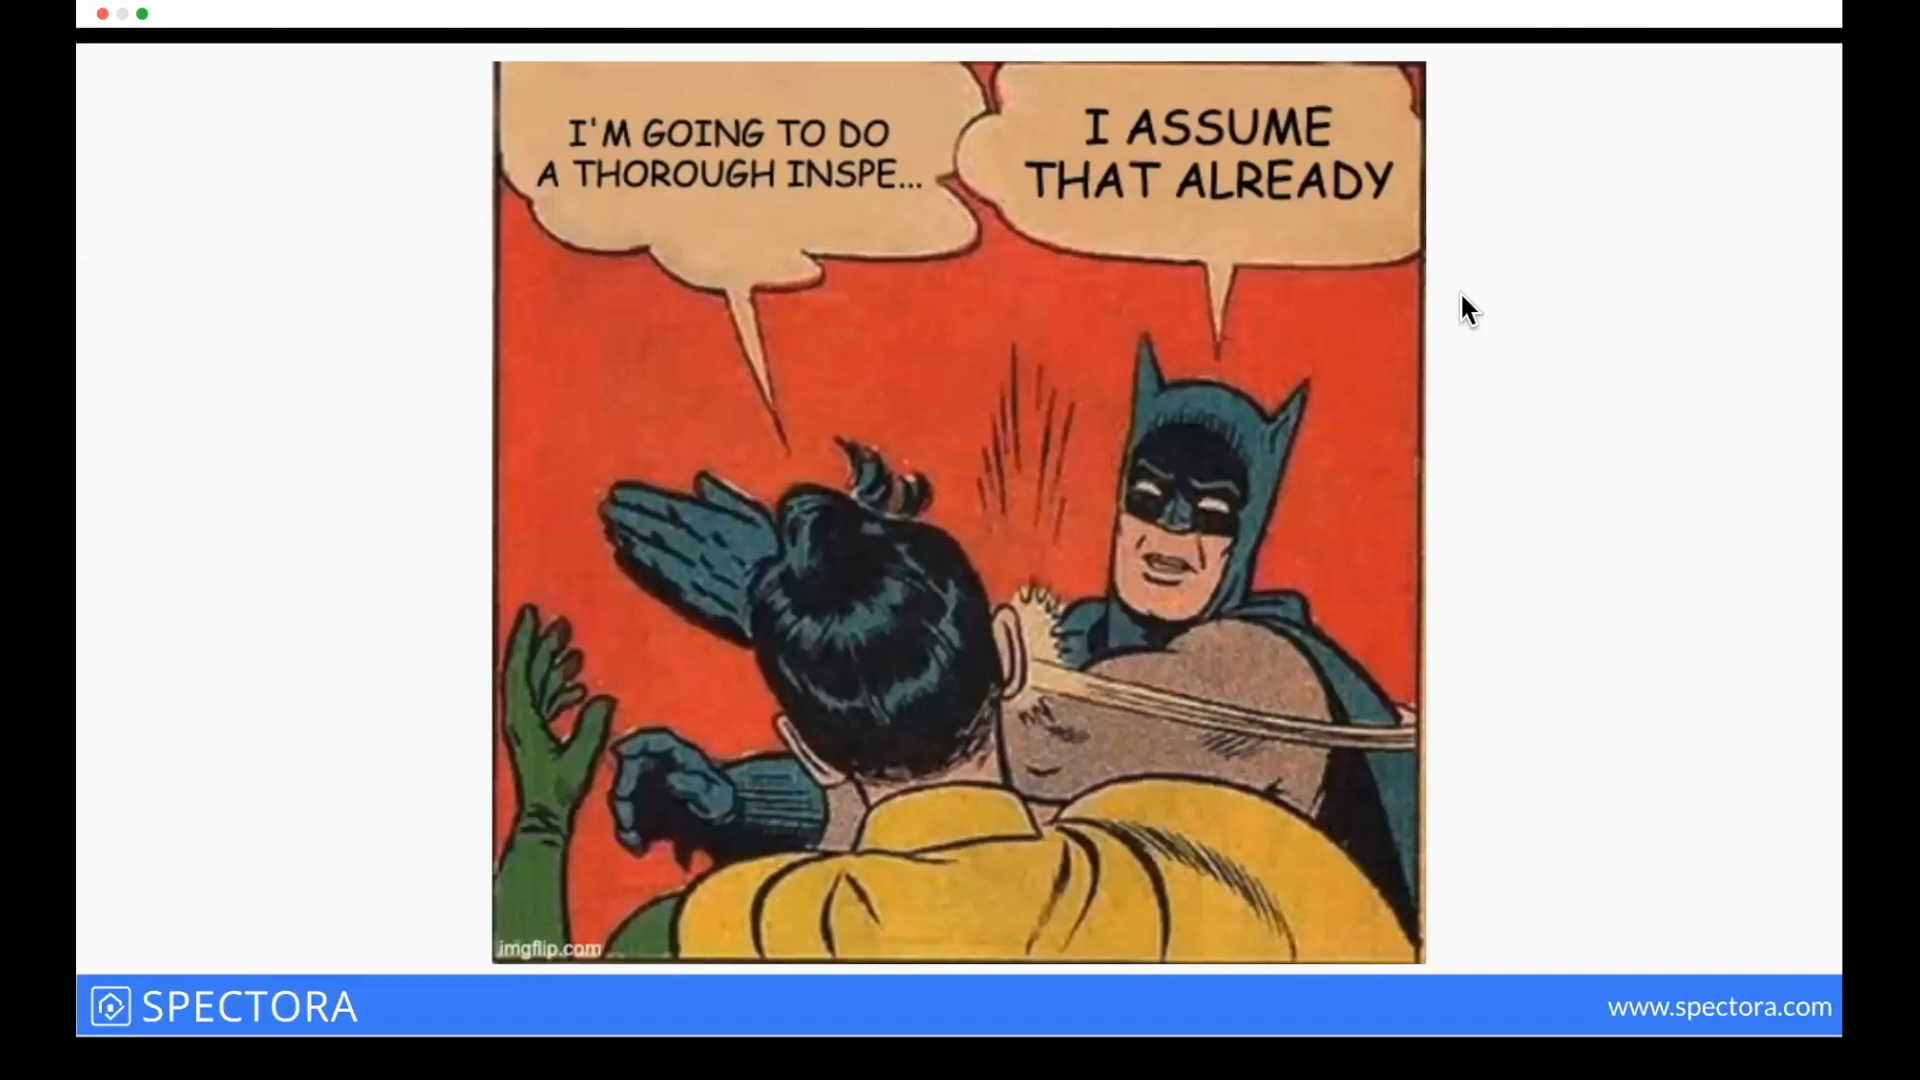 I'M GOING TO DO
A THOROUGH INSPE...
I ASSUME
THAT ALREADY
imgflip.com
SPECTORA
www.spectora.com